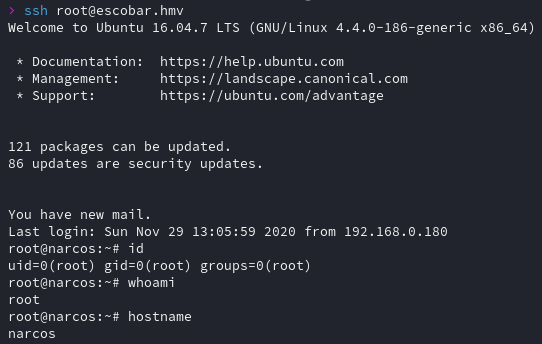 > ssh root@escobar.hmv
Welcome to Ubuntu 16.04.7 LTS (GNU/Linux 4.4.0-186-generic x86_64)
* Documentation:  https://help.ubuntu.com
* Management:     https://landscape.canonical.com
* Support:        https://ubuntu.com/advantage
121 packages can be updated.
86 updates are security updates.
You have new mail.
Last login: Sun Nov 29 13:05:59 2020 from 192.168.0.180
root@narcos:~# id
uid=0(root) gid=0(root) groups=0(root)
root@narcos:~# whoami
root
root@narcos:~# hostname
narcos